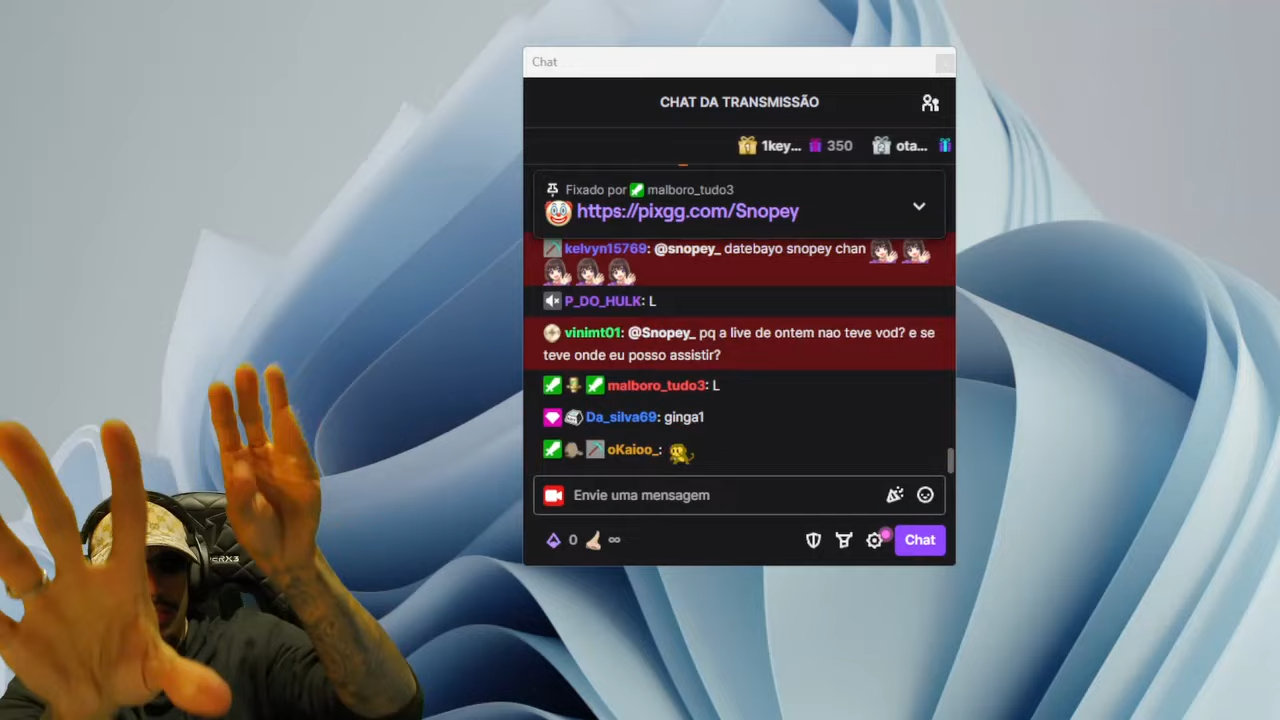 Chat
CHAT DA TRANSMISSÃO
1key... 350 ota...
Fixado por malboro_tudo3
https://pixgg.com/Snopey
kelvyn15769: @snopey_ datebayo snopey chan
P_DO_HULK: L
vinimt01: @Snopey_ pq a live de ontem nao teve vod? e se
teve onde eu posso assistir?
malboro_tudo3: L
Da_silva69: ginga1
oKaioo_:
Envie uma mensagem
0 ∞
Chat